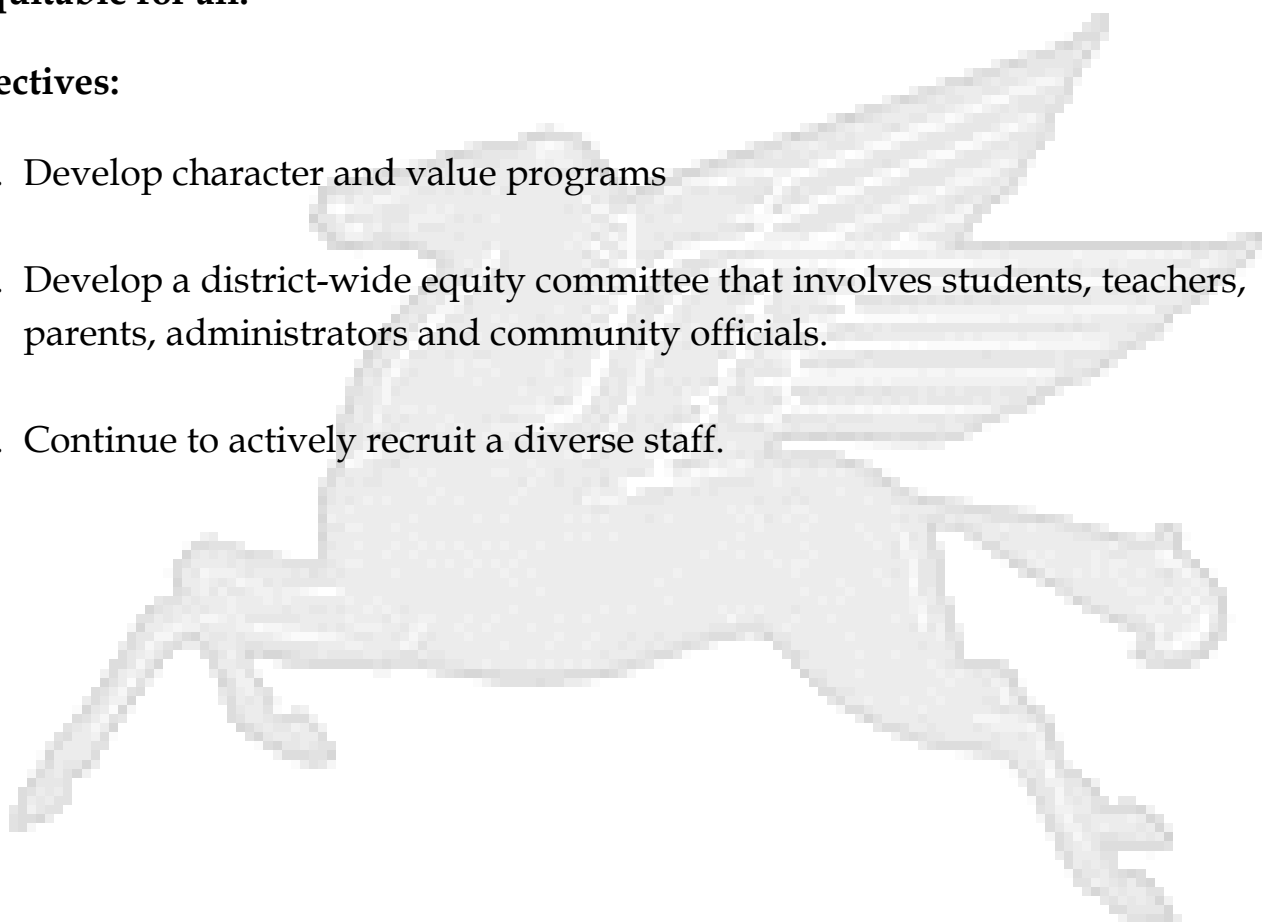 quitable for all.
ectives:
. Develop character and value programs
. Develop a district-wide equity committee that involves students, teachers,
parents, administrators and community officials.
. Continue to actively recruit a diverse staff.